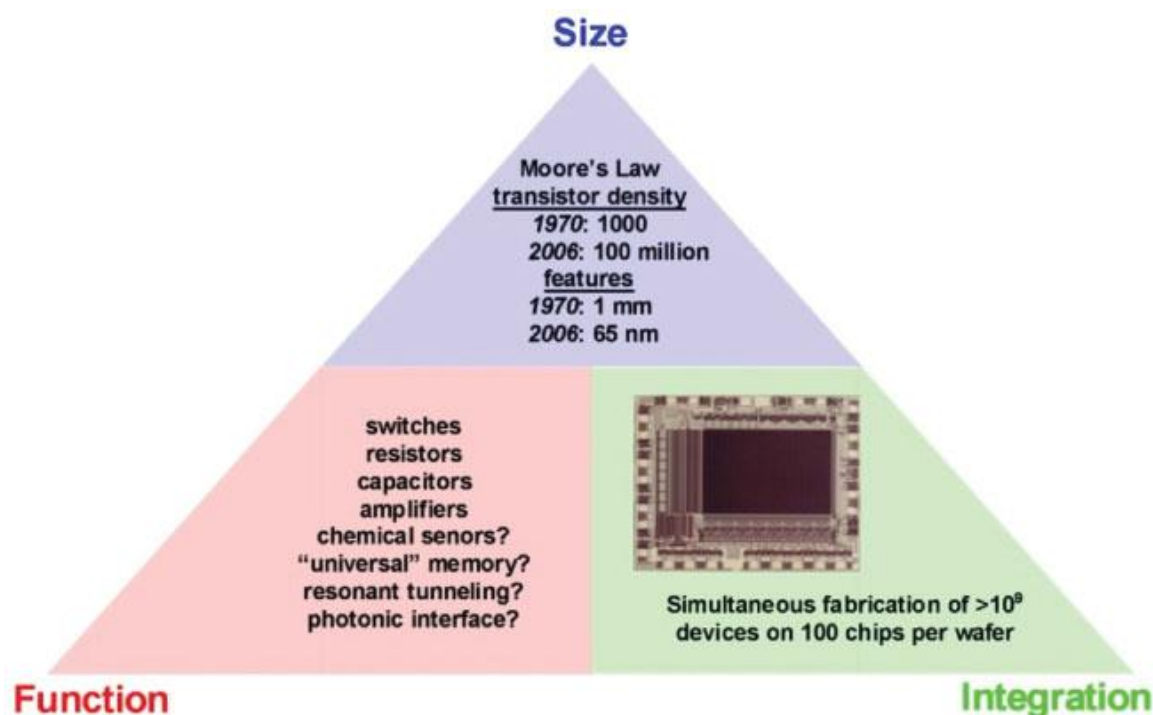 Size
Moore's Law
transistor density
1970: 1000
2006: 100 million
features
1970: 1 mm
2006: 65 nm
switches
resistors
capacitors
amplifiers
chemical senors?
“universal” memory?
resonant tunneling?
photonic interface?
Simultaneous fabrication of >10⁹
devices on 100 chips per wafer
Function
Integration